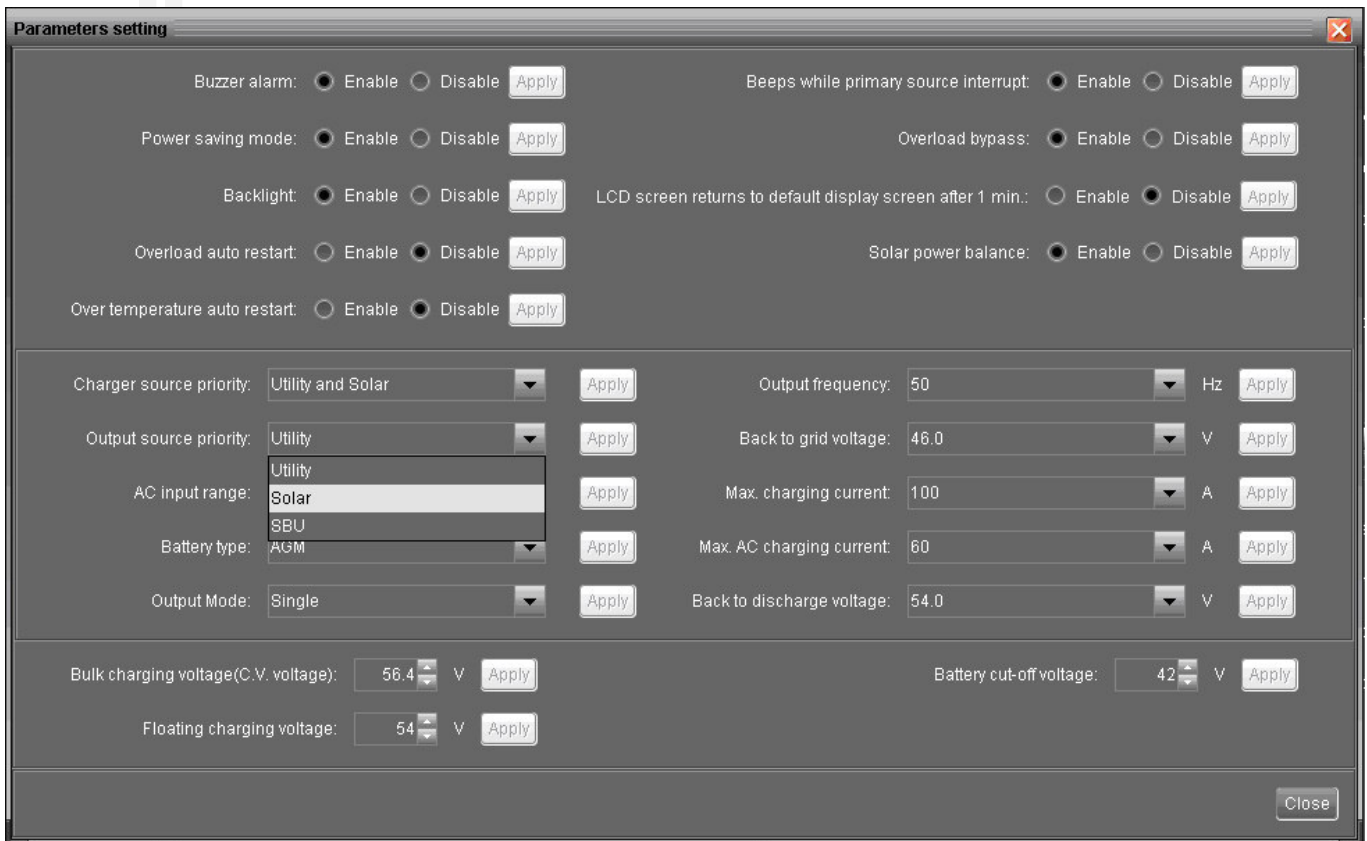 Parameters setting
Buzzer alarm: Enable Disable Apply Beeps while primary source interrupt: Enable Disable Apply
Power saving mode: Enable Disable Apply Overload bypass: Enable Disable Apply
Backlight: Enable Disable Apply LCD screen returns to default display screen after 1 min.: Enable Disable Apply
Overload auto restart: Enable Disable Apply Solar power balance: Enable Disable Apply
Over temperature auto restart: Enable Disable Apply
Charger source priority: Utility and Solar Apply Output frequency: 50 Hz Apply
Output source priority: Utility Apply Back to grid voltage: 46.0 V Apply
Utility
AC input range: Solar Apply Max. charging current: 100 A Apply
SBU
Battery type: AGM Apply Max. AC charging current: 60 A Apply
Output Mode: Single Apply Back to discharge voltage: 54.0 V Apply
Bulk charging voltage(C.V. voltage): 56.4 V Apply Battery cut-off voltage: 42 V Apply
Floating charging voltage: 54 V Apply
Close